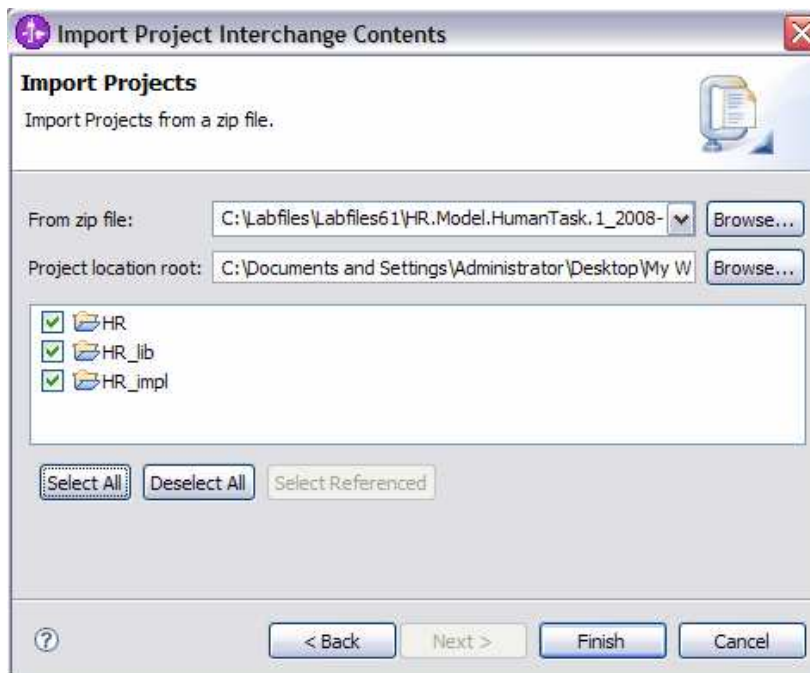 Import Project Interchange Contents
Import Projects
Import Projects from a zip file.
From zip file: C:\Labfiles\Labfiles61\HR.Model.HumanTask.1_2008- Browse...
Project location root: C:\Documents and Settings\Administrator\Desktop\My W Browse...
HR
HR_lib
HR_impl
Select All Deselect All Select Referenced
? < Back Next > Finish Cancel